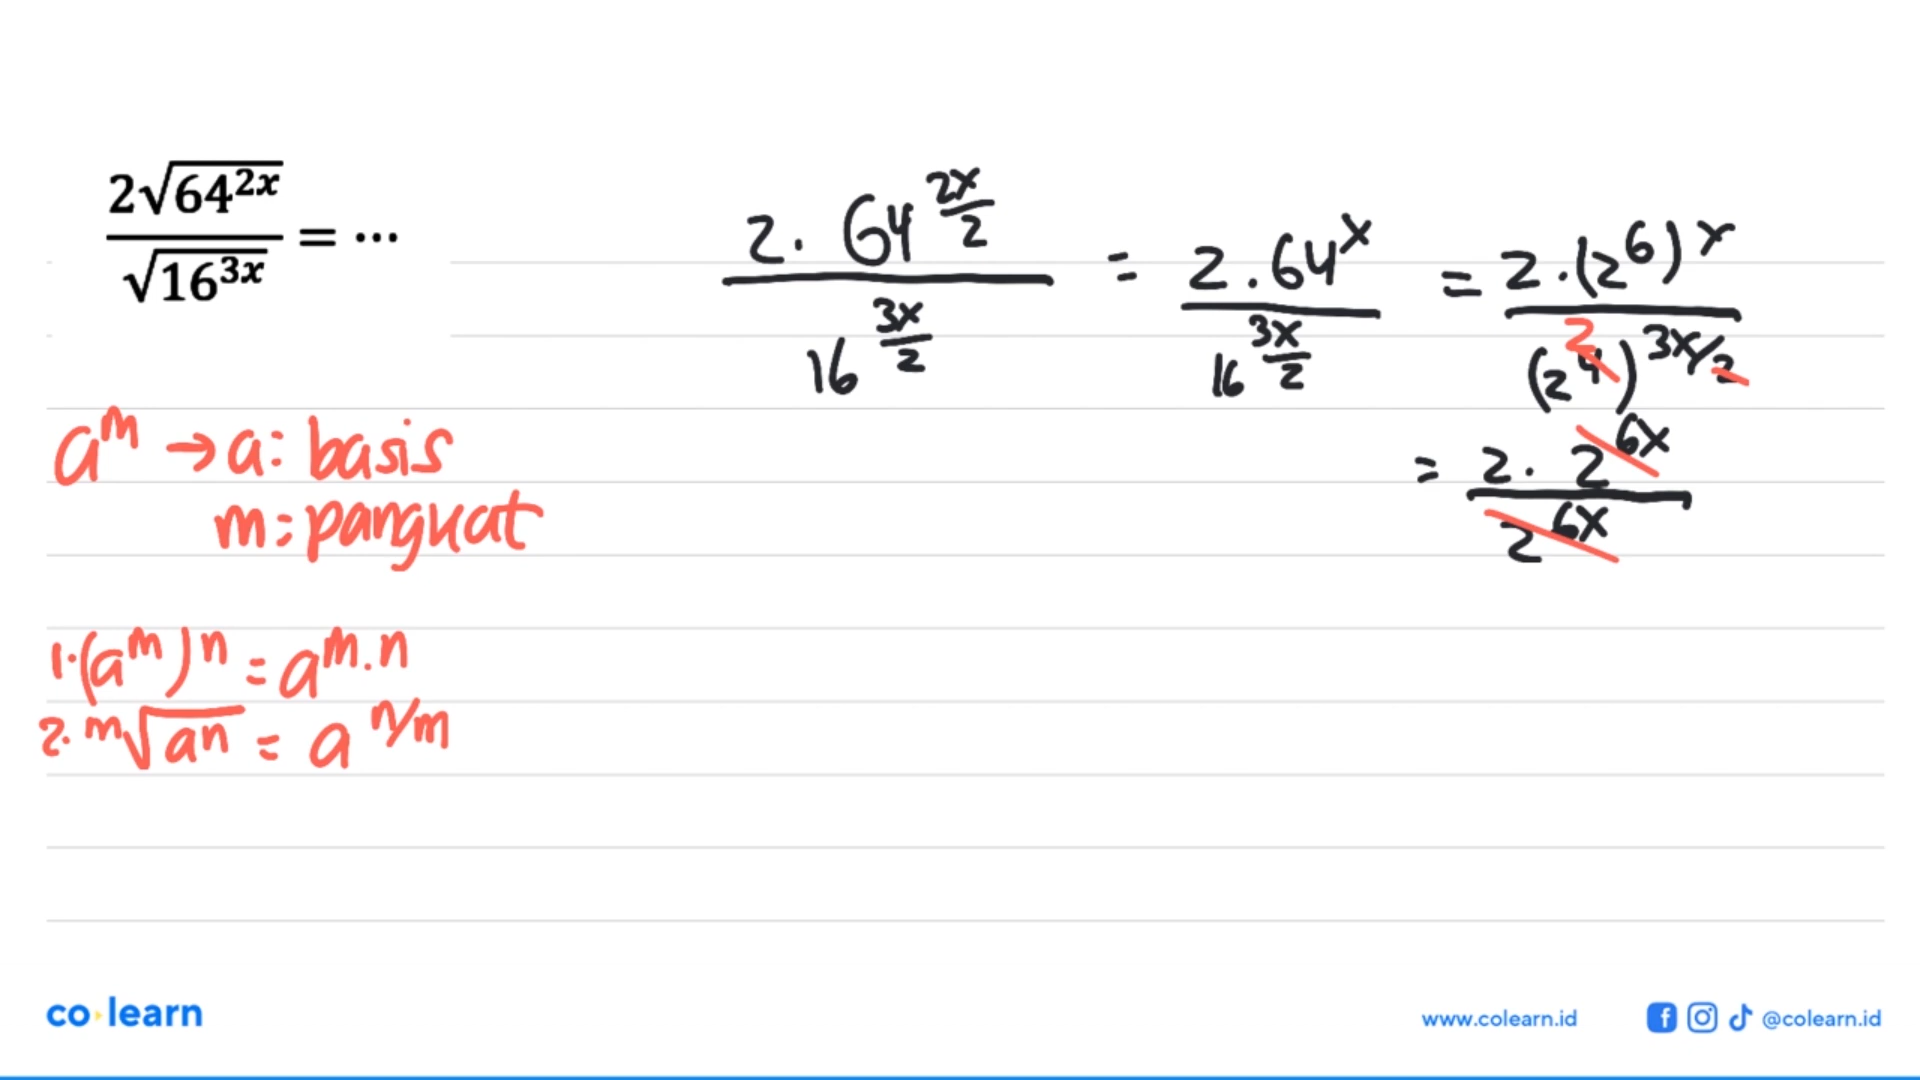 2√64^2x / √16^3x = ...
2 . 64^2x/2 / 16^3x/2 = 2 . 64^x / 16^3x/2 = 2 . (2^6)^x / (2^4)^3x/2
2
= 2 . 2^6x / 2^6x
a^m → a : basis
m : pangkat
1. (a^m)^n = a^m.n
2. ^m√an = a^n/m
co learn
www.colearn.id
@colearn.id